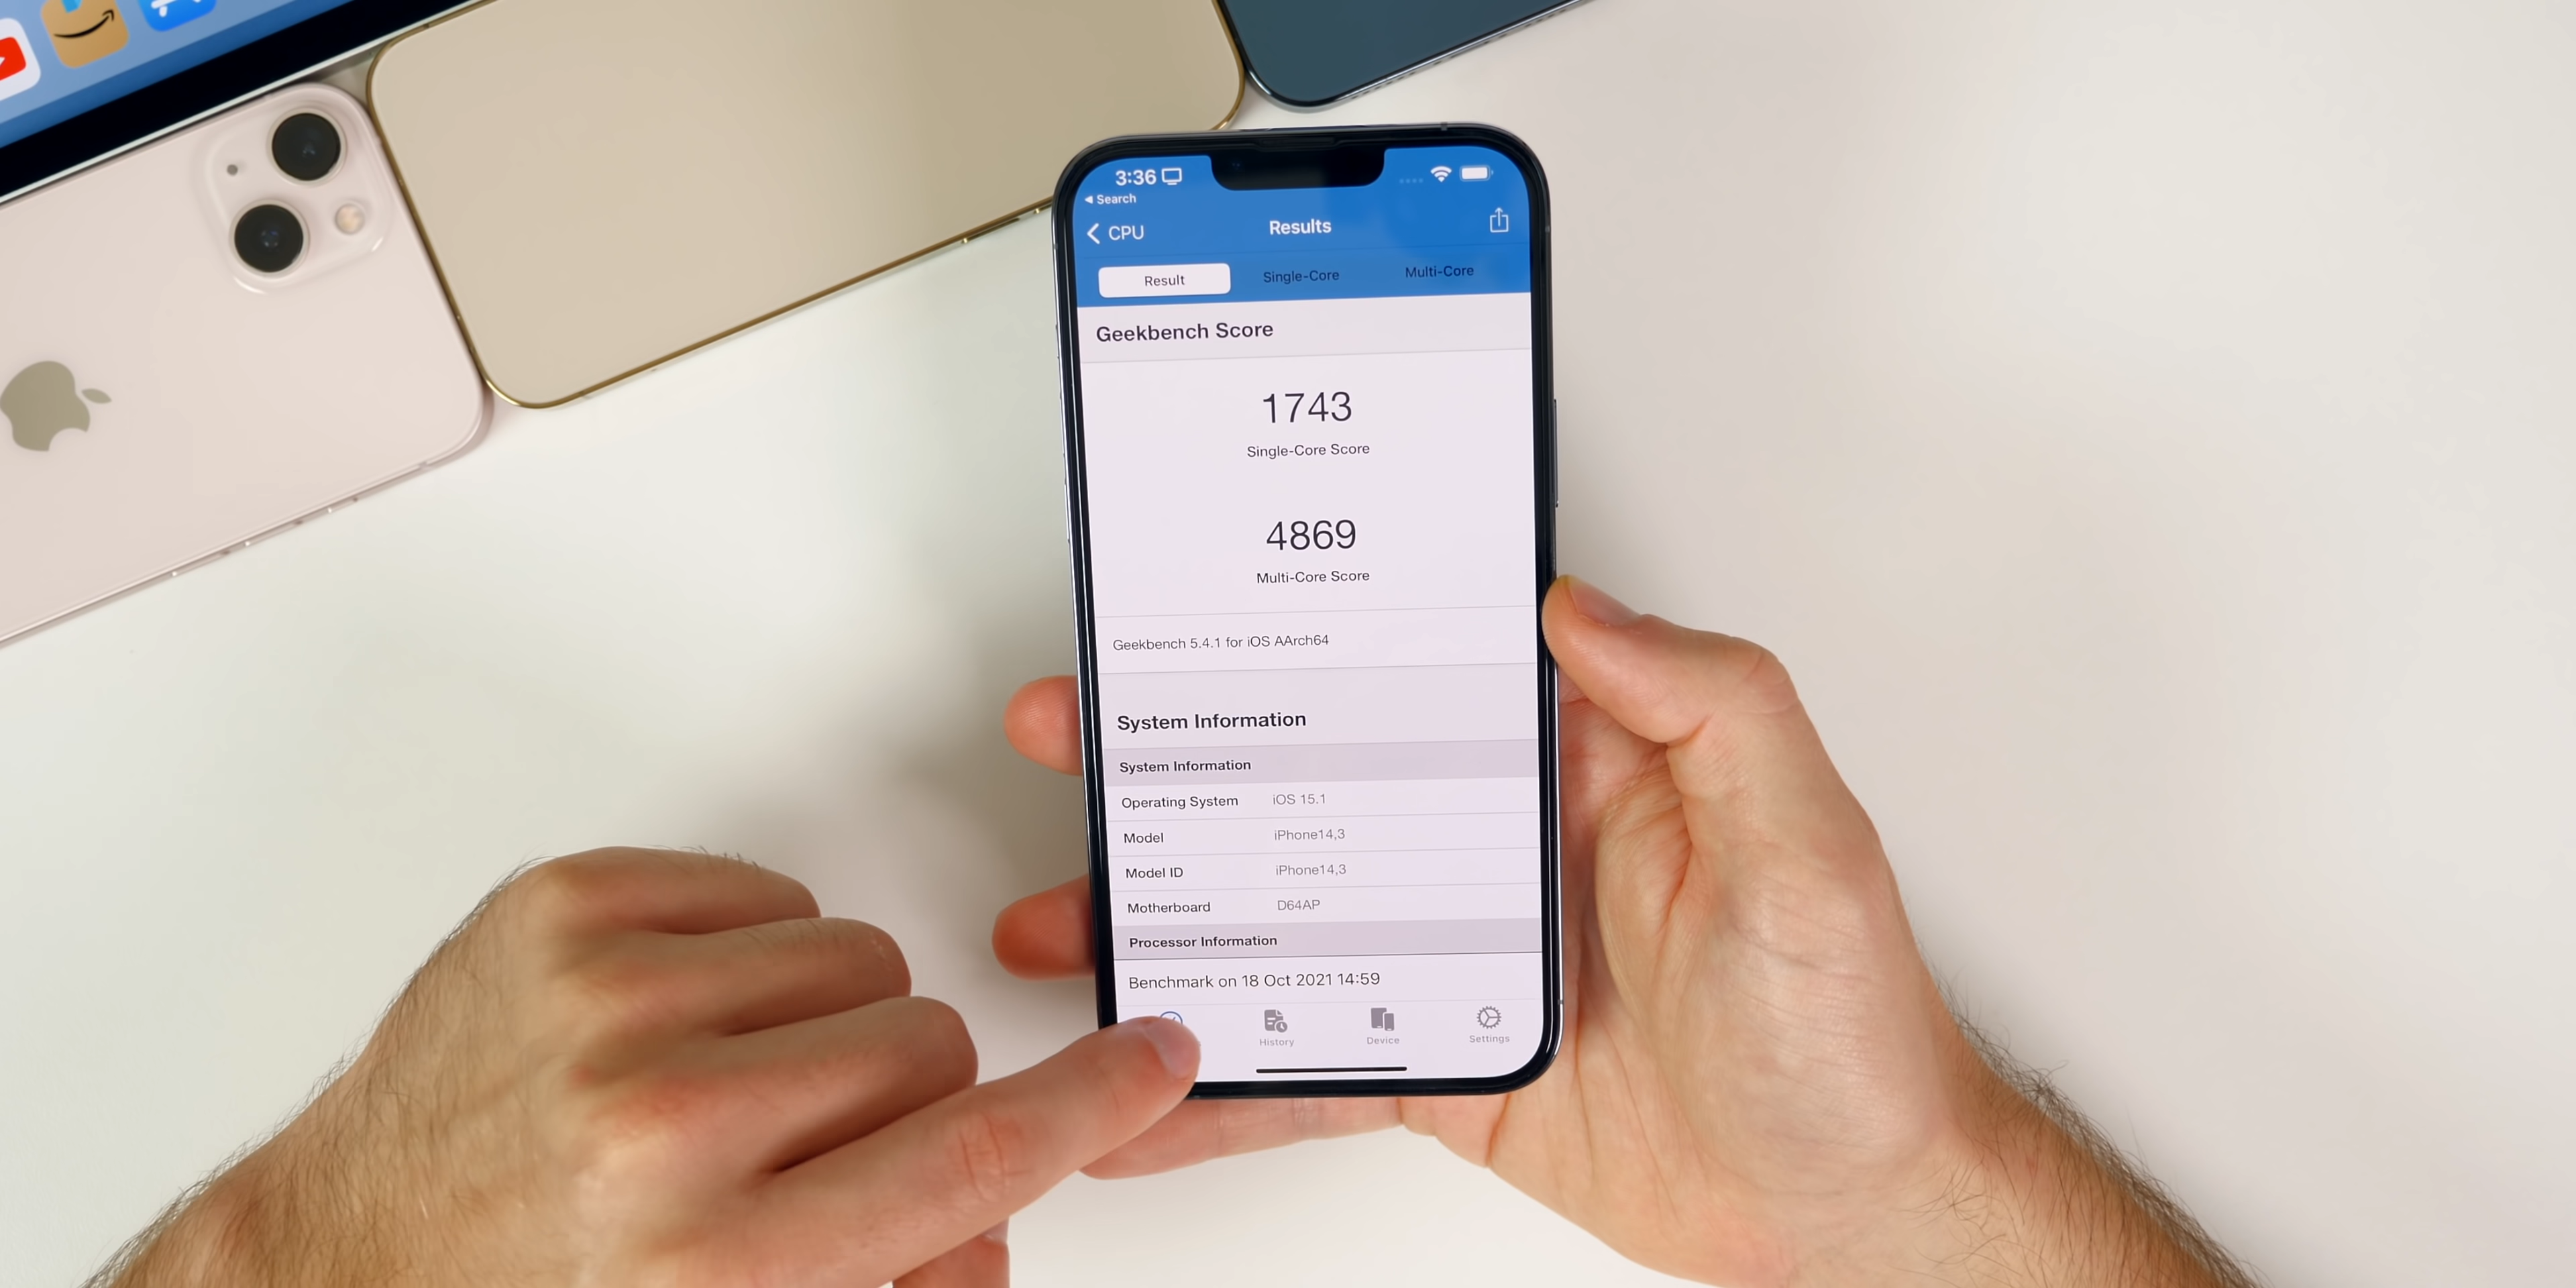 3:36
Search
CPU
Results
Result Single-Core Multi-Core
Geekbench Score
1743
Single-Core Score
4869
Multi-Core Score
Geekbench 5.4.1 for iOS AArch64
System Information
System Information
Operating System iOS 15.1
Model iPhone14,3
Model ID iPhone14,3
Motherboard D64AP
Processor Information
Benchmark on 18 Oct 2021 14:59
History Device Settings